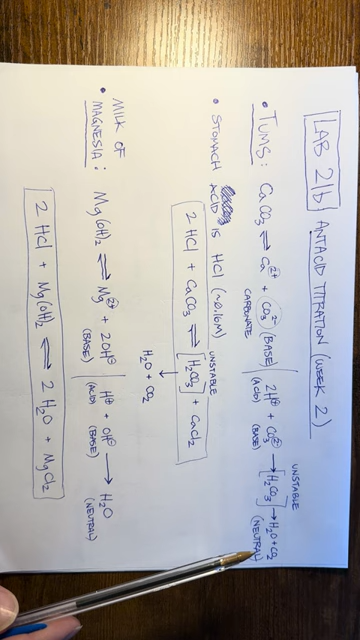 LAB 21b ANTACID TITRATION (WEEK 2)
UNSTABLE
• TUMS: CaCO₃ ⇌ Ca²⁺ + CO₃²⁻ (BASE) | 2H⊕ + CO₃²⁻ → [H₂CO₃] → H₂O + CO₂
CARBONATE (ACID) (BASE) (NEUTRAL)
• STOMACH ACID IS HCl (~0.16M)
UNSTABLE
2 HCl + CaCO₃ ⇌ [H₂CO₃] + CaCl₂
H₂O + CO₂
• MILK OF
MAGNESIA: Mg(OH)₂ ⇌ Mg²⁺ + 2OH⊖ | H⊕ + OH⊖ → H₂O
(BASE) (ACID) (BASE) (NEUTRAL)
2 HCl + Mg(OH)₂ ⇌ 2 H₂O + MgCl₂